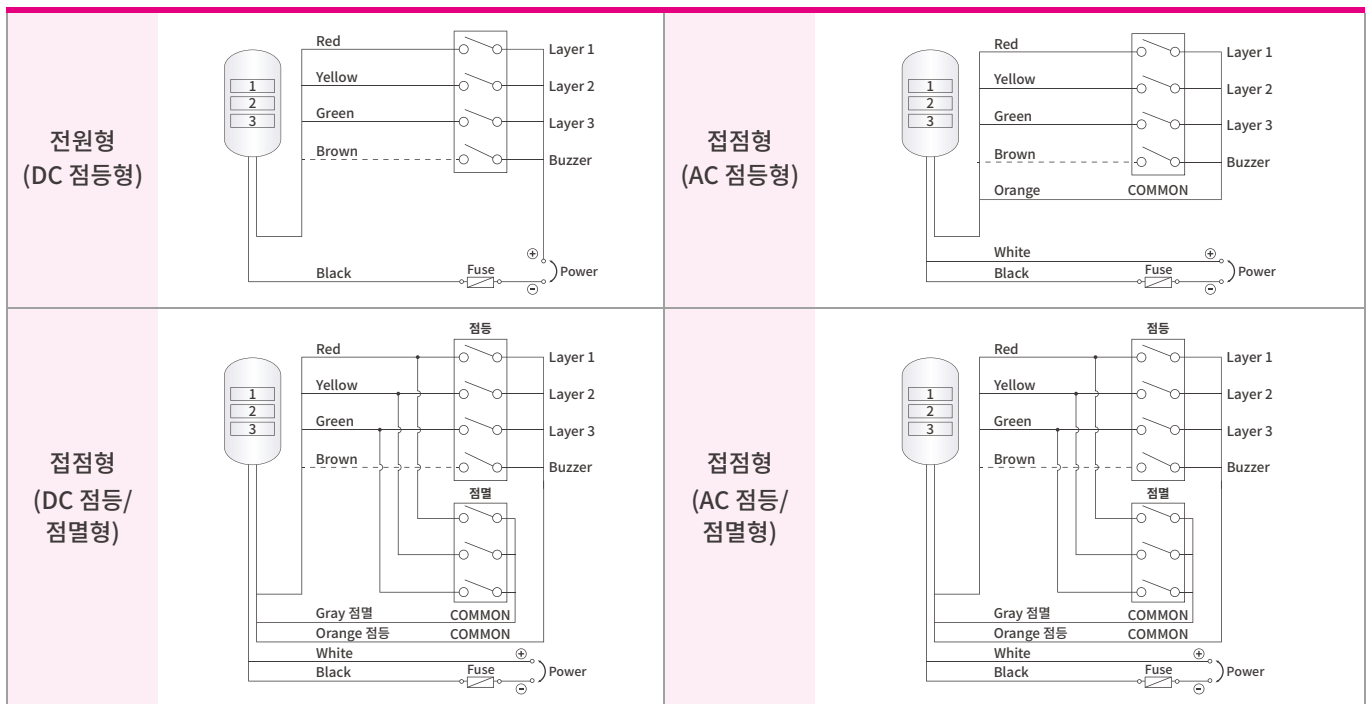 전원형
(DC 점등형)
1
2
3
Red
Yellow
Green
Brown
Layer 1
Layer 2
Layer 3
Buzzer
Black
Fuse
⊕
⊖
Power
접점형
(AC 점등형)
1
2
3
Red
Yellow
Green
Brown
Orange
COMMON
Layer 1
Layer 2
Layer 3
Buzzer
White
Black
Fuse
⊕
⊖
Power
접점형
(DC 점등/
점멸형)
1
2
3
점등
Red
Yellow
Green
Brown
Layer 1
Layer 2
Layer 3
Buzzer
점멸
Gray 점멸 COMMON
Orange 점등 COMMON
White
Black
Fuse
⊕
⊖
Power
접점형
(AC 점등/
점멸형)
1
2
3
점등
Red
Yellow
Green
Brown
Layer 1
Layer 2
Layer 3
Buzzer
점멸
Gray 점멸 COMMON
Orange 점등 COMMON
White
Black
Fuse
⊕
⊖
Power